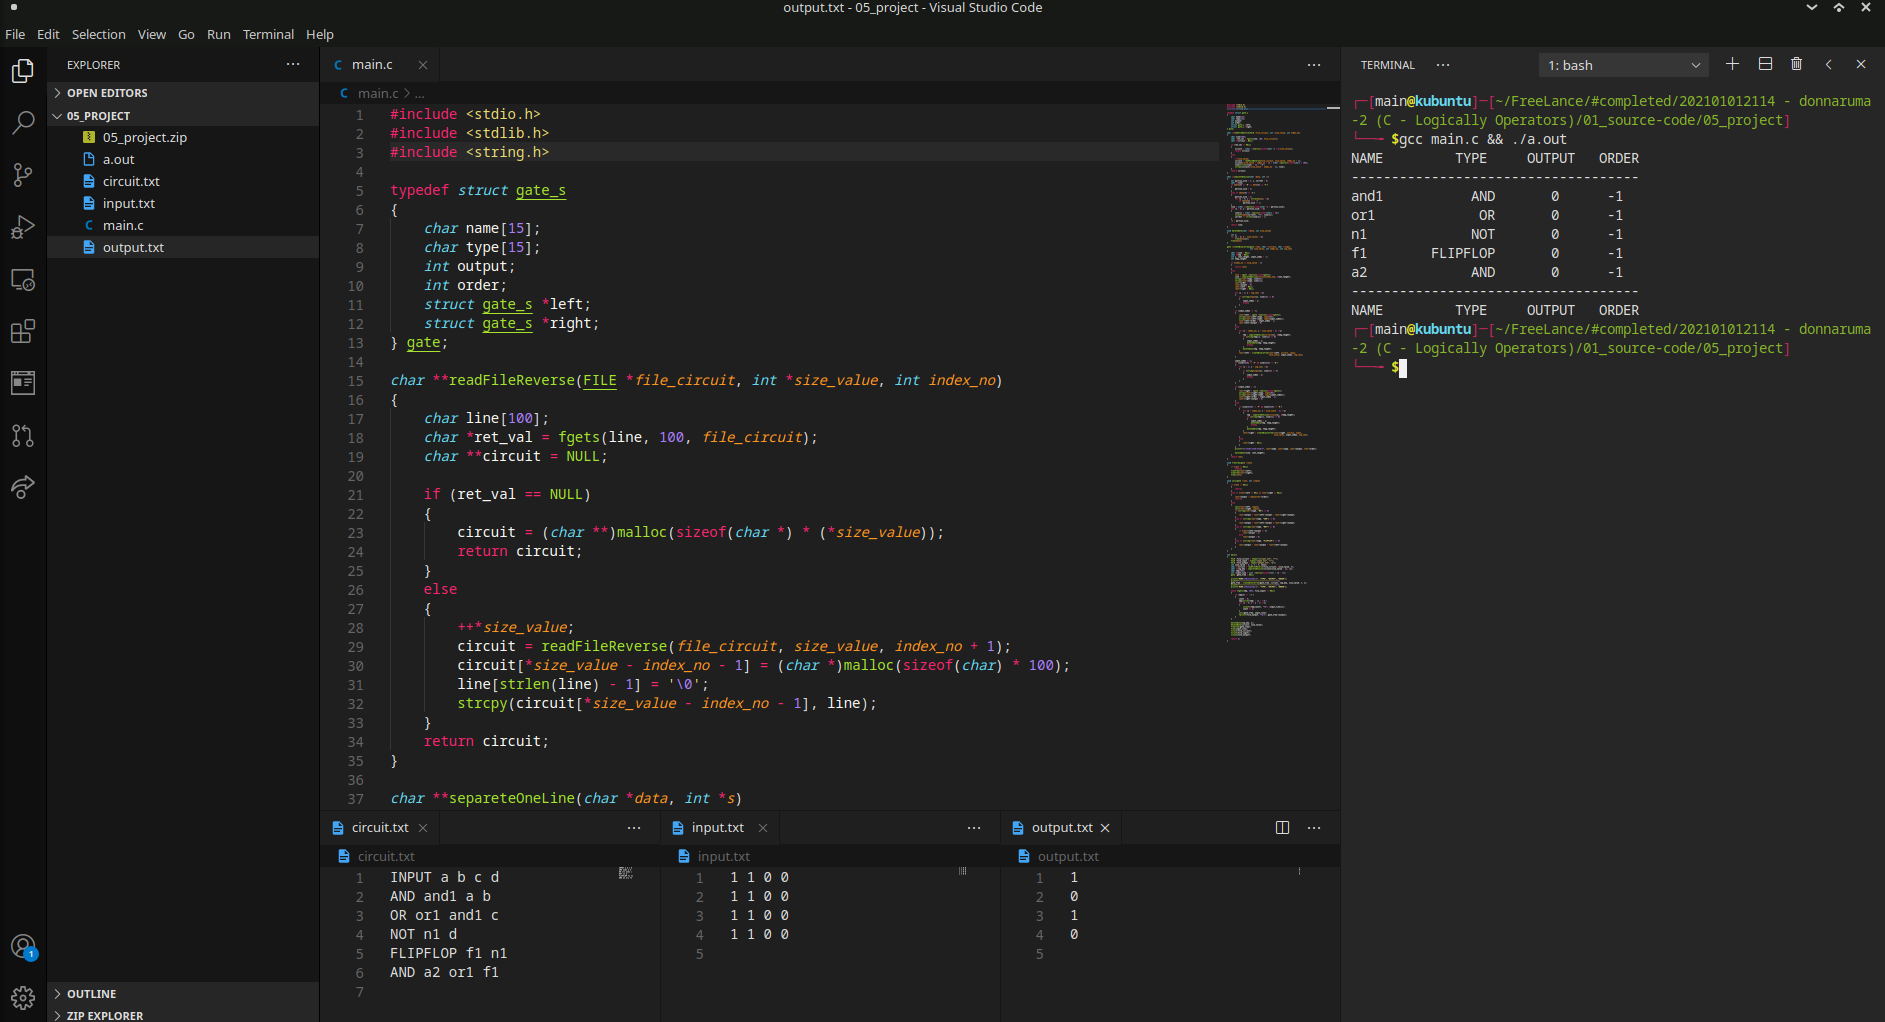 output.txt - 05_project - Visual Studio Code
File Edit Selection View Go Run Terminal Help
EXPLORER
OPEN EDITORS
05_PROJECT
05_project.zip
a.out
circuit.txt
input.txt
main.c
output.txt
OUTLINE
ZIP EXPLORER
1
main.c
main.c > ...
1 #include <stdio.h>
2 #include <stdlib.h>
3 #include <string.h>
4
5 typedef struct gate_s
6 {
7 char name[15];
8 char type[15];
9 int output;
10 int order;
11 struct gate_s *left;
12 struct gate_s *right;
13 } gate;
14
15 char **readFileReverse(FILE *file_circuit, int *size_value, int index_no)
16 {
17 char line[100];
18 char *ret_val = fgets(line, 100, file_circuit);
19 char **circuit = NULL;
20
21 if (ret_val == NULL)
22 {
23 circuit = (char **)malloc(sizeof(char *) * (*size_value));
24 return circuit;
25 }
26 else
27 {
28 ++*size_value;
29 circuit = readFileReverse(file_circuit, size_value, index_no + 1);
30 circuit[*size_value - index_no - 1] = (char *)malloc(sizeof(char) * 100);
31 line[strlen(line) - 1] = '\0';
32 strcpy(circuit[*size_value - index_no - 1], line);
33 }
34 return circuit;
35 }
36
37 char **separeteOneLine(char *data, int *s)
circuit.txt
circuit.txt
1 INPUT a b c d
2 AND and1 a b
3 OR or1 and1 c
4 NOT n1 d
5 FLIPFLOP f1 n1
6 AND a2 or1 f1
7
input.txt
input.txt
1 1 1 0 0
2 1 1 0 0
3 1 1 0 0
4 1 1 0 0
5
output.txt
output.txt
1 1
2 0
3 1
4 0
5
TERMINAL
1: bash
[main@kubuntu]-[~/FreeLance/#completed/202101012114 - donnaruma
-2 (C - Logically Operators)/01_source-code/05_project]
$gcc main.c && ./a.out
NAME TYPE OUTPUT ORDER
------------------------------------
and1 AND 0 -1
or1 OR 0 -1
n1 NOT 0 -1
f1 FLIPFLOP 0 -1
a2 AND 0 -1
------------------------------------
NAME TYPE OUTPUT ORDER
[main@kubuntu]-[~/FreeLance/#completed/202101012114 - donnaruma
-2 (C - Logically Operators)/01_source-code/05_project]
$